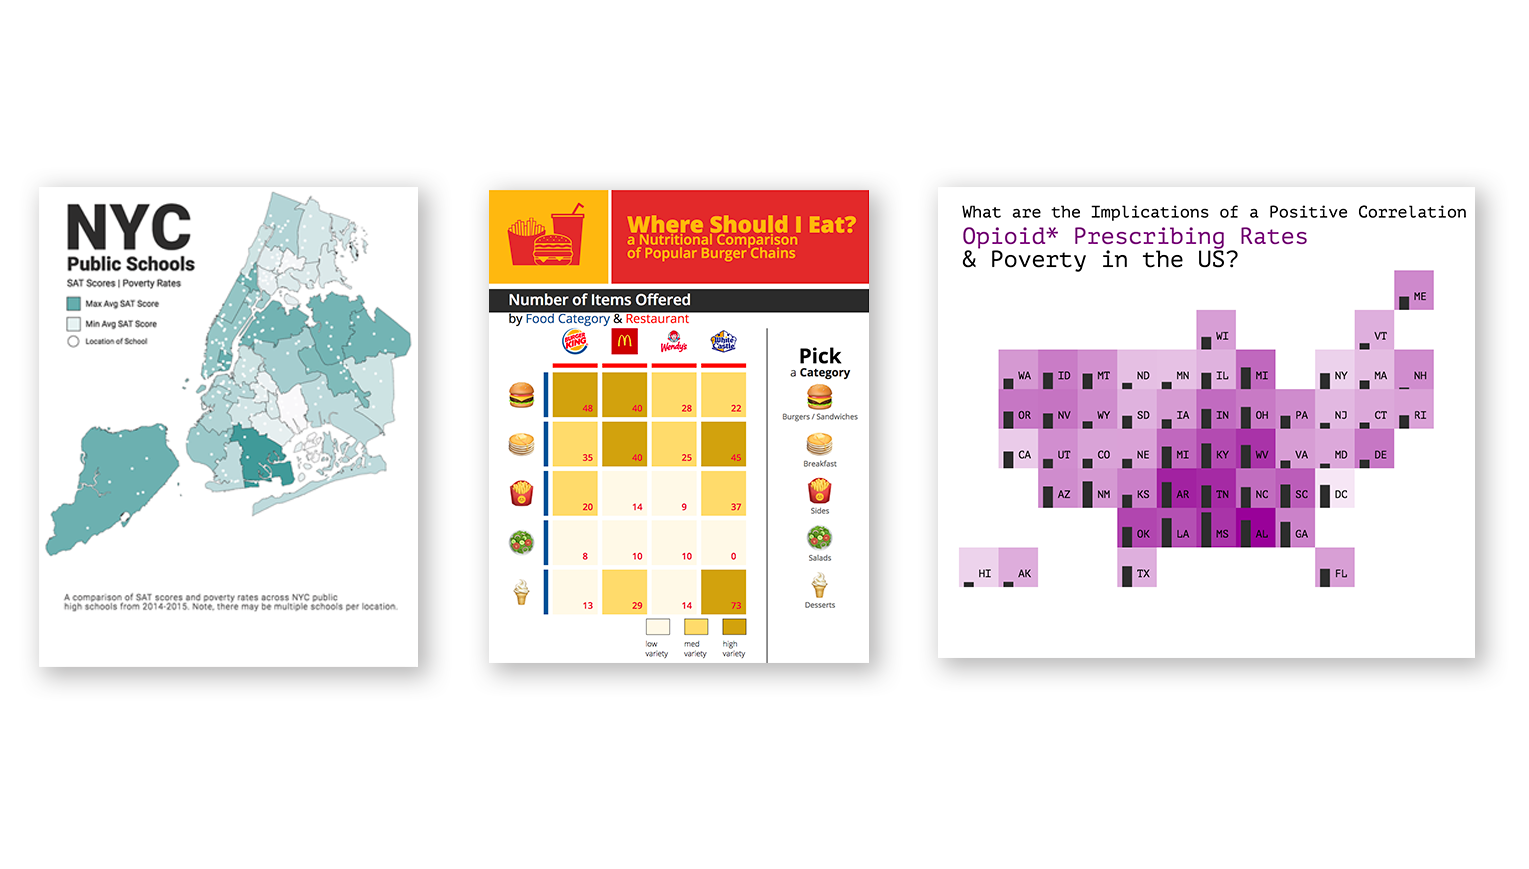 NYC
Public Schools
SAT Scores | Poverty Rates
Max Avg SAT Score
Min Avg SAT Score
Location of School
A comparison of SAT scores and poverty rates across NYC public
high schools from 2014-2015. Note, there may be multiple schools per location.
Where Should I Eat?
a Nutritional Comparison
of Popular Burger Chains
Number of Items Offered
by Food Category & Restaurant
BURGER KING
Wendy's
White Castle
48 40 28 22
35 40 25 45
20 14 9 37
8 10 10 0
13 29 14 73
low variety
med variety
high variety
Pick
a Category
Burgers / Sandwiches
Breakfast
Sides
Salads
Desserts
What are the Implications of a Positive Correlation
Opioid* Prescribing Rates
& Poverty in the US?
ME
WI VT
WA ID MT ND MN IL MI NY MA NH
OR NV WY SD IA IN OH PA NJ CT RI
CA UT CO NE MI KY WV VA MD DE
AZ NM KS AR TN NC SC DC
OK LA MS AL GA
HI AK TX FL